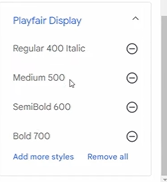 Playfair Display
Regular 400 Italic
Medium 500
SemiBold 600
Bold 700
Add more styles Remove all